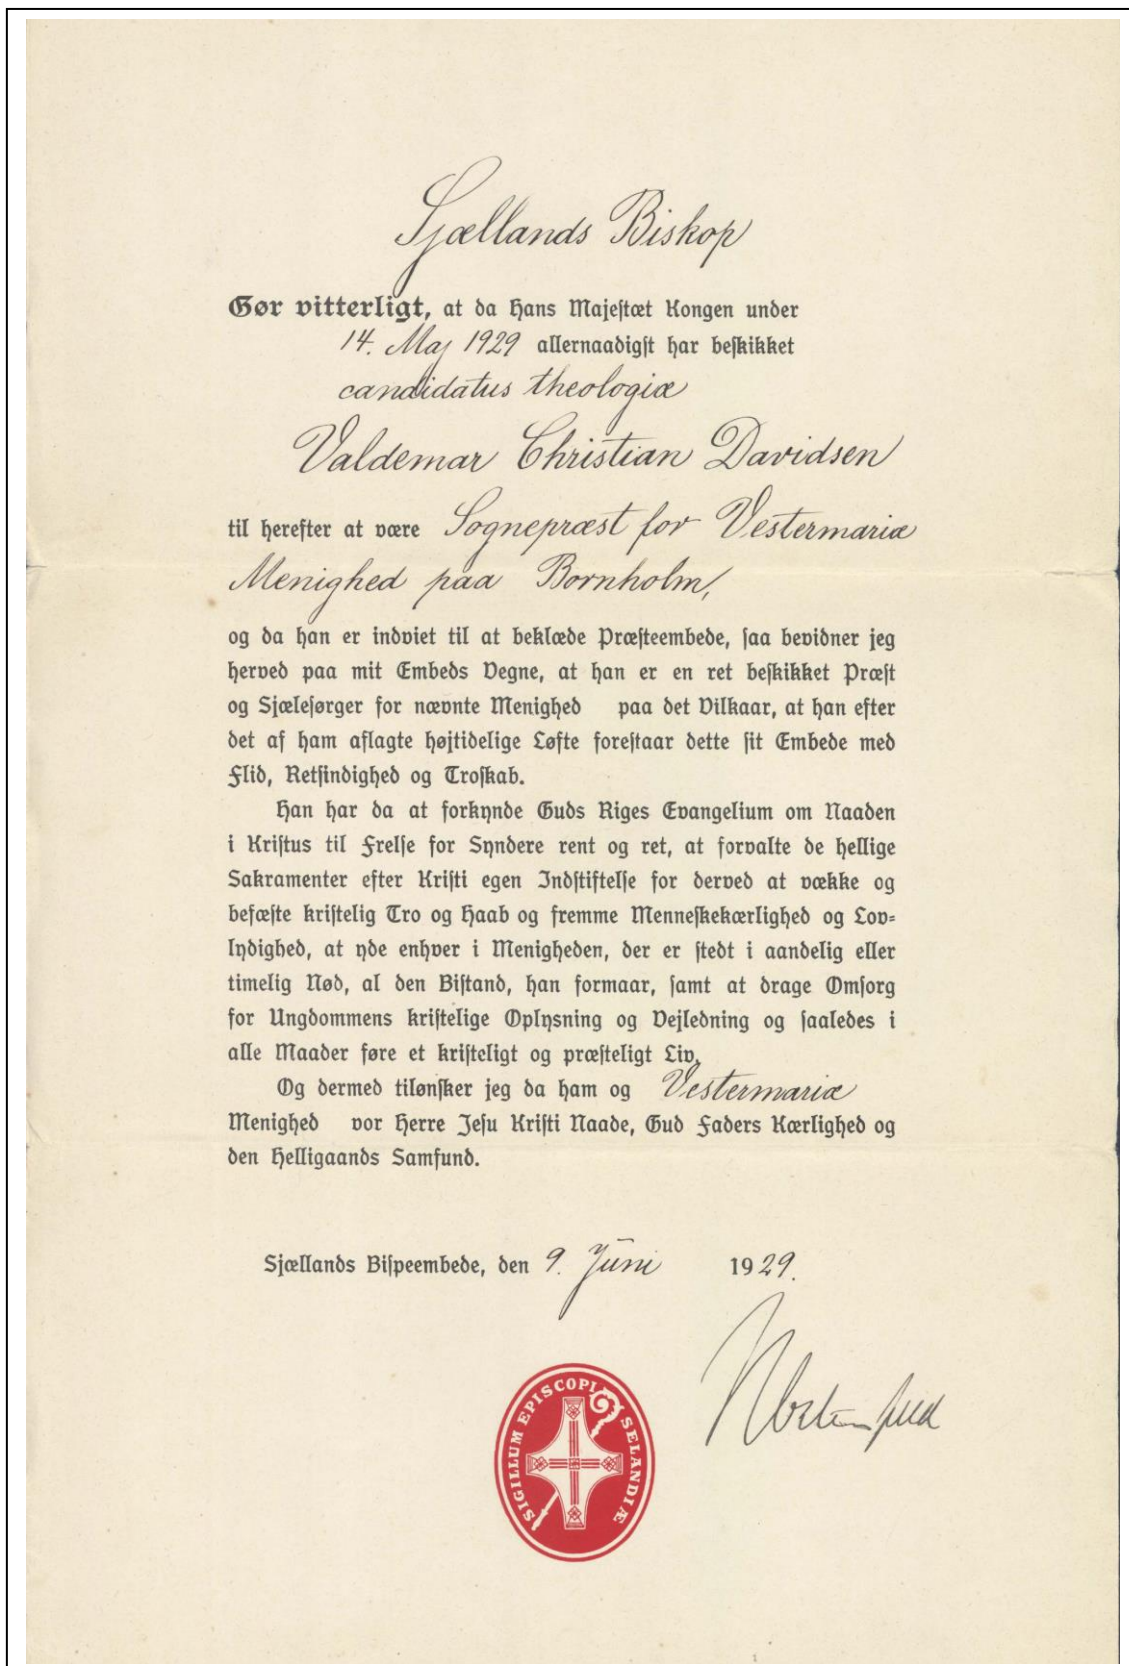 Sjællands Biskop
Gør vitterligt, at da Hans Majestæt Kongen under
14. Maj 1929 allernaadigst har beskikket
candidatus theologiæ
Valdemar Christian Davidsen
til herefter at være Sognepræst for Vestermariæ
Menighed paa Bornholm,
og da han er indviet til at beklæde Præsteembede, saa bevidner jeg
herved paa mit Embeds Vegne, at han er en ret beskikket Præst
og Sjælesørger for nævnte Menighed paa det Vilkaar, at han efter
det af ham aflagte højtidelige Løfte forestaar dette sit Embede med
Flid, Retsindighed og Troskab.
Han har da at forkynde Guds Riges Evangelium om Naaden
i Kristus til Frelse for Syndere rent og ret, at forvalte de hellige
Sakramenter efter Kristi egen Indstiftelse for derved at vække og
befæste kristelig Tro og Haab og fremme Menneskekærlighed og Lov-
lydighed, at yde enhver i Menigheden, der er stedt i aandelig eller
timelig Nød, al den Bistand, han formaar, samt at drage Omsorg
for Ungdommens kristelige Oplysning og Vejledning og saaledes i
alle Maader føre et kristeligt og præsteligt Liv.
Og dermed tilønsker jeg da ham og Vestermariæ
Menighed vor Herre Jesu Kristi Naade, Gud Faders Kærlighed og
den Helligaands Samfund.
Sjællands Bispeembede, den 9. Juni 1929.
SIGILLUM EPISCOPI SELANDIÆ